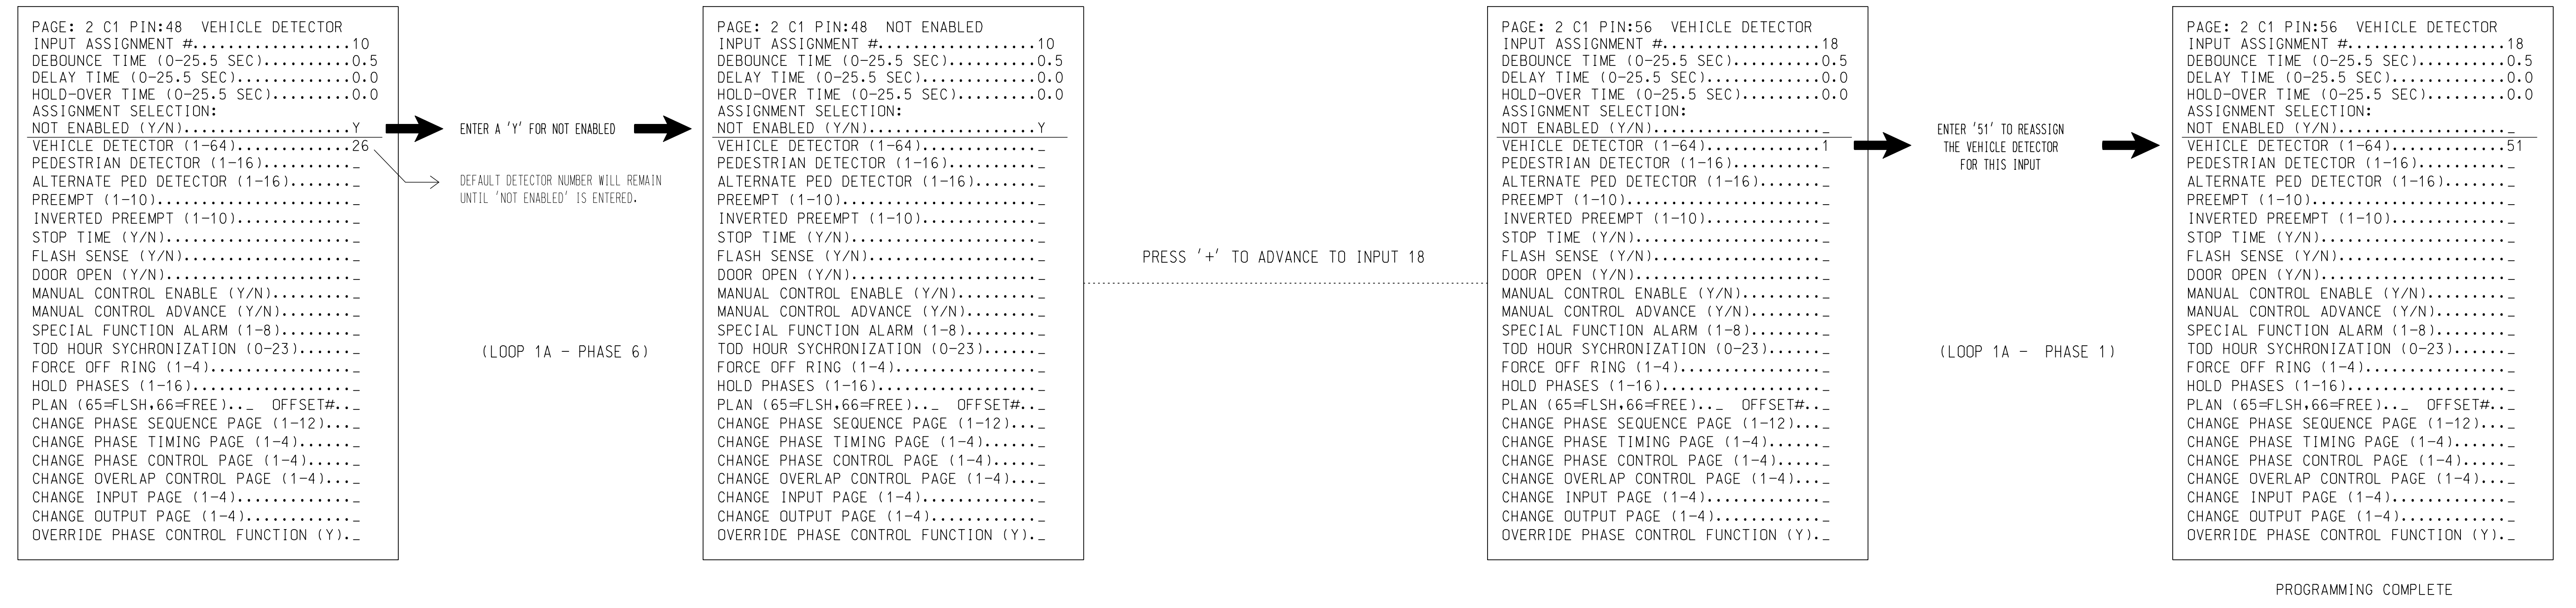 PAGE: 2 C1 PIN:48  VEHICLE DETECTOR
INPUT ASSIGNMENT #..................10
DEBOUNCE TIME (0-25.5 SEC).........0.5
DELAY TIME (0-25.5 SEC)............0.0
HOLD-OVER TIME (0-25.5 SEC)........0.0
ASSIGNMENT SELECTION:
NOT ENABLED (Y/N)...................Y
VEHICLE DETECTOR (1-64).............26
PEDESTRIAN DETECTOR (1-16)..........._
ALTERNATE PED DETECTOR (1-16)......._
PREEMPT (1-10)......................_
INVERTED PREEMPT (1-10)............._
STOP TIME (Y/N)....................._
FLASH SENSE (Y/N)..................._
DOOR OPEN (Y/N)....................._
MANUAL CONTROL ENABLE (Y/N)........._
MANUAL CONTROL ADVANCE (Y/N)........_
SPECIAL FUNCTION ALARM (1-8)........_
TOD HOUR SYCHRONIZATION (0-23)......_
FORCE OFF RING (1-4)................_
HOLD PHASES (1-16).................._
PLAN (65=FLSH,66=FREE).._  OFFSET#.._
CHANGE PHASE SEQUENCE PAGE (1-12)..._
CHANGE PHASE TIMING PAGE (1-4)......_
CHANGE PHASE CONTROL PAGE (1-4)....._
CHANGE OVERLAP CONTROL PAGE (1-4)..._
CHANGE INPUT PAGE (1-4)............._
CHANGE OUTPUT PAGE (1-4)............_
OVERRIDE PHASE CONTROL FUNCTION (Y)._
ENTER A 'Y' FOR NOT ENABLED
DEFAULT DETECTOR NUMBER WILL REMAIN
UNTIL 'NOT ENABLED' IS ENTERED.
(LOOP 1A - PHASE 6)
PAGE: 2 C1 PIN:48  NOT ENABLED
INPUT ASSIGNMENT #..................10
DEBOUNCE TIME (0-25.5 SEC).........0.5
DELAY TIME (0-25.5 SEC)............0.0
HOLD-OVER TIME (0-25.5 SEC)........0.0
ASSIGNMENT SELECTION:
NOT ENABLED (Y/N)...................Y
VEHICLE DETECTOR (1-64)............._
PEDESTRIAN DETECTOR (1-16)..........._
ALTERNATE PED DETECTOR (1-16)......._
PREEMPT (1-10)......................_
INVERTED PREEMPT (1-10)............._
STOP TIME (Y/N)....................._
FLASH SENSE (Y/N)..................._
DOOR OPEN (Y/N)....................._
MANUAL CONTROL ENABLE (Y/N)........._
MANUAL CONTROL ADVANCE (Y/N)........_
SPECIAL FUNCTION ALARM (1-8)........_
TOD HOUR SYCHRONIZATION (0-23)......_
FORCE OFF RING (1-4)................_
HOLD PHASES (1-16).................._
PLAN (65=FLSH,66=FREE).._  OFFSET#.._
CHANGE PHASE SEQUENCE PAGE (1-12)..._
CHANGE PHASE TIMING PAGE (1-4)......_
CHANGE PHASE CONTROL PAGE (1-4)....._
CHANGE OVERLAP CONTROL PAGE (1-4)..._
CHANGE INPUT PAGE (1-4)............._
CHANGE OUTPUT PAGE (1-4)............_
OVERRIDE PHASE CONTROL FUNCTION (Y)._
PRESS '+' TO ADVANCE TO INPUT 18
PAGE: 2 C1 PIN:56  VEHICLE DETECTOR
INPUT ASSIGNMENT #..................18
DEBOUNCE TIME (0-25.5 SEC).........0.5
DELAY TIME (0-25.5 SEC)............0.0
HOLD-OVER TIME (0-25.5 SEC)........0.0
ASSIGNMENT SELECTION:
NOT ENABLED (Y/N)..................._
VEHICLE DETECTOR (1-64).............1
PEDESTRIAN DETECTOR (1-16)..........._
ALTERNATE PED DETECTOR (1-16)......._
PREEMPT (1-10)......................_
INVERTED PREEMPT (1-10)............._
STOP TIME (Y/N)....................._
FLASH SENSE (Y/N)..................._
DOOR OPEN (Y/N)....................._
MANUAL CONTROL ENABLE (Y/N)........._
MANUAL CONTROL ADVANCE (Y/N)........_
SPECIAL FUNCTION ALARM (1-8)........_
TOD HOUR SYCHRONIZATION (0-23)......_
FORCE OFF RING (1-4)................_
HOLD PHASES (1-16).................._
PLAN (65=FLSH,66=FREE).._  OFFSET#.._
CHANGE PHASE SEQUENCE PAGE (1-12)..._
CHANGE PHASE TIMING PAGE (1-4)......_
CHANGE PHASE CONTROL PAGE (1-4)....._
CHANGE OVERLAP CONTROL PAGE (1-4)..._
CHANGE INPUT PAGE (1-4)............._
CHANGE OUTPUT PAGE (1-4)............_
OVERRIDE PHASE CONTROL FUNCTION (Y)._
ENTER '51' TO REASSIGN
THE VEHICLE DETECTOR
FOR THIS INPUT
(LOOP 1A -  PHASE 1)
PAGE: 2 C1 PIN:56  VEHICLE DETECTOR
INPUT ASSIGNMENT #..................18
DEBOUNCE TIME (0-25.5 SEC).........0.5
DELAY TIME (0-25.5 SEC)............0.0
HOLD-OVER TIME (0-25.5 SEC)........0.0
ASSIGNMENT SELECTION:
NOT ENABLED (Y/N)..................._
VEHICLE DETECTOR (1-64).............51
PEDESTRIAN DETECTOR (1-16)..........._
ALTERNATE PED DETECTOR (1-16)......._
PREEMPT (1-10)......................_
INVERTED PREEMPT (1-10)............._
STOP TIME (Y/N)....................._
FLASH SENSE (Y/N)..................._
DOOR OPEN (Y/N)....................._
MANUAL CONTROL ENABLE (Y/N)........._
MANUAL CONTROL ADVANCE (Y/N)........_
SPECIAL FUNCTION ALARM (1-8)........_
TOD HOUR SYCHRONIZATION (0-23)......_
FORCE OFF RING (1-4)................_
HOLD PHASES (1-16).................._
PLAN (65=FLSH,66=FREE).._  OFFSET#.._
CHANGE PHASE SEQUENCE PAGE (1-12)..._
CHANGE PHASE TIMING PAGE (1-4)......_
CHANGE PHASE CONTROL PAGE (1-4)....._
CHANGE OVERLAP CONTROL PAGE (1-4)..._
CHANGE INPUT PAGE (1-4)............._
CHANGE OUTPUT PAGE (1-4)............_
OVERRIDE PHASE CONTROL FUNCTION (Y)._
PROGRAMMING COMPLETE